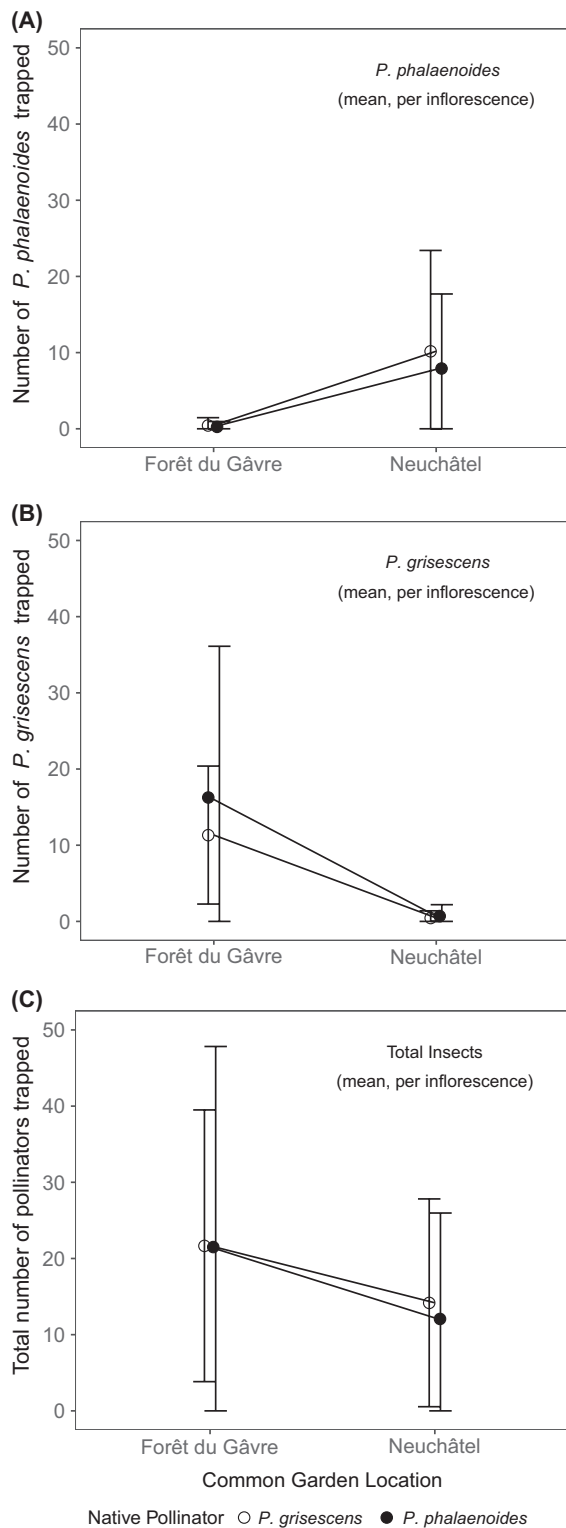 (A)
50
40
30
20
10
0
Number of P. phalaenoides trapped
P. phalaenoides
(mean, per inflorescence)
Forêt du Gâvre
Neuchâtel
(B)
50
40
30
20
10
0
Number of P. grisescens trapped
P. grisescens
(mean, per inflorescence)
Forêt du Gâvre
Neuchâtel
(C)
50
40
30
20
10
0
Total number of pollinators trapped
Total Insects
(mean, per inflorescence)
Forêt du Gâvre
Neuchâtel
Common Garden Location
Native Pollinator P. grisescens P. phalaenoides